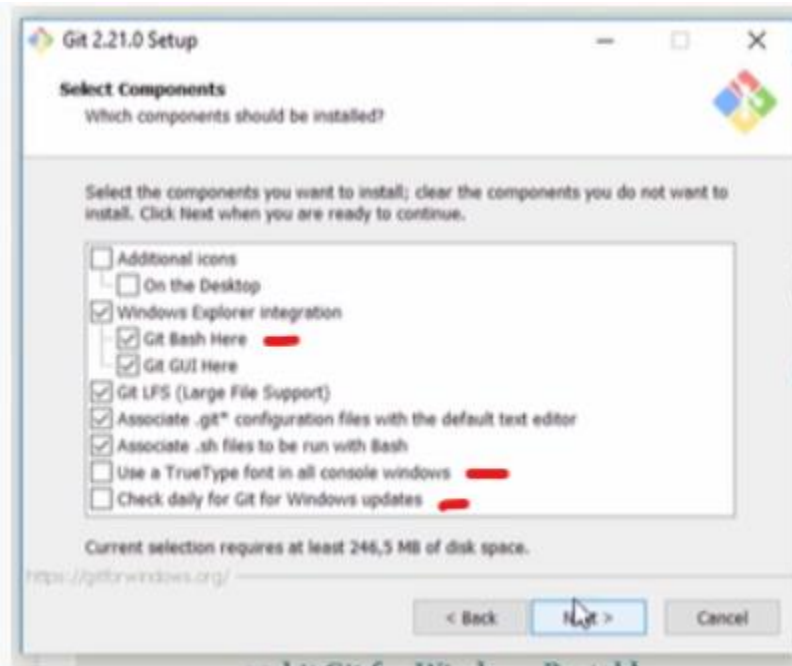 Git 2.21.0 Setup
Select Components
Which components should be installed?
Select the components you want to install; clear the components you do not want to
install. Click Next when you are ready to continue.
Additional icons
On the Desktop
Windows Explorer integration
Git Bash Here
Git GUI Here
Git LFS (Large File Support)
Associate .git* configuration files with the default text editor
Associate .sh files to be run with Bash
Use a TrueType font in all console windows
Check daily for Git for Windows updates
Current selection requires at least 246,5 MB of disk space.
https://gitforwindows.org/
< Back
Next >
Cancel